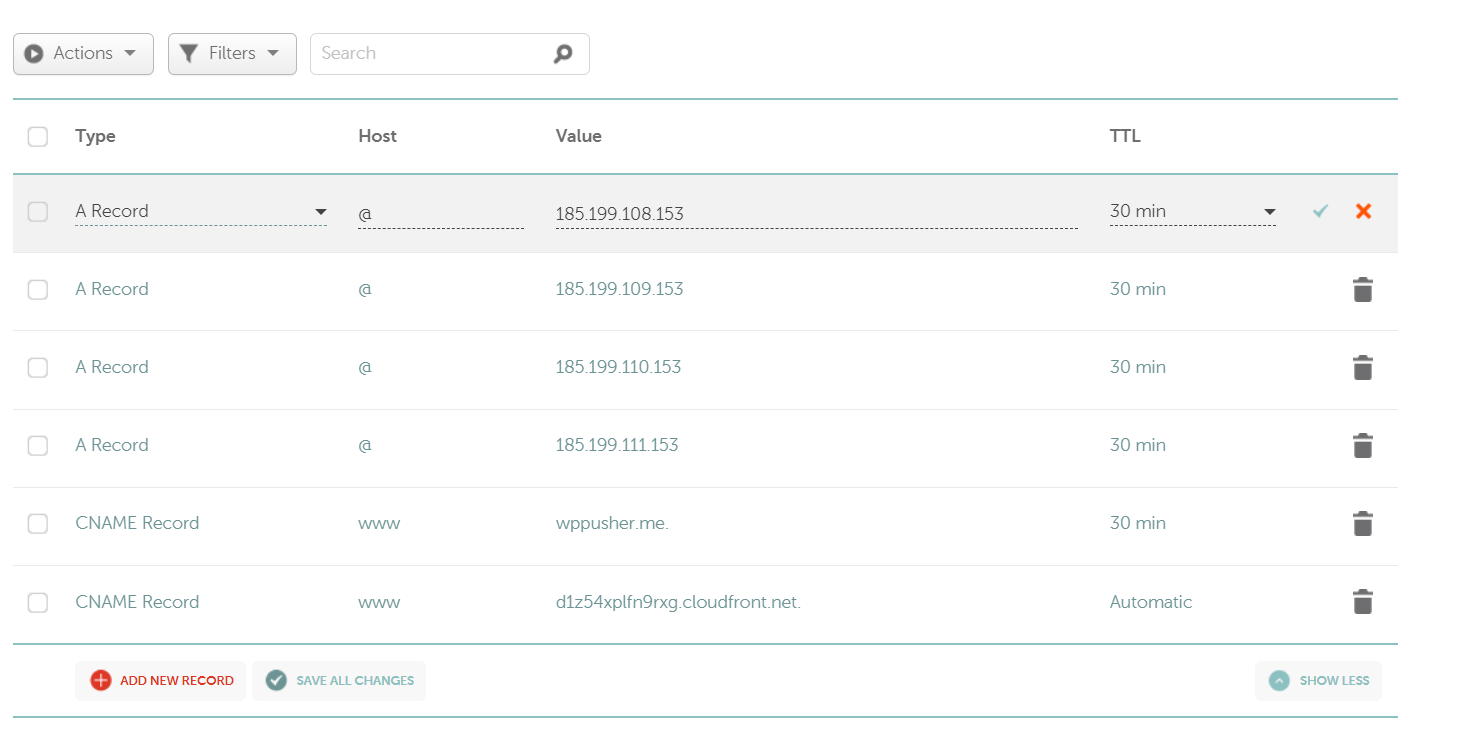 Actions Filters Search
Type Host Value TTL
A Record @ 185.199.108.153 30 min
A Record @ 185.199.109.153 30 min
A Record @ 185.199.110.153 30 min
A Record @ 185.199.111.153 30 min
CNAME Record www wppusher.me. 30 min
CNAME Record www d1z54xplfn9rxg.cloudfront.net. Automatic
ADD NEW RECORD SAVE ALL CHANGES SHOW LESS